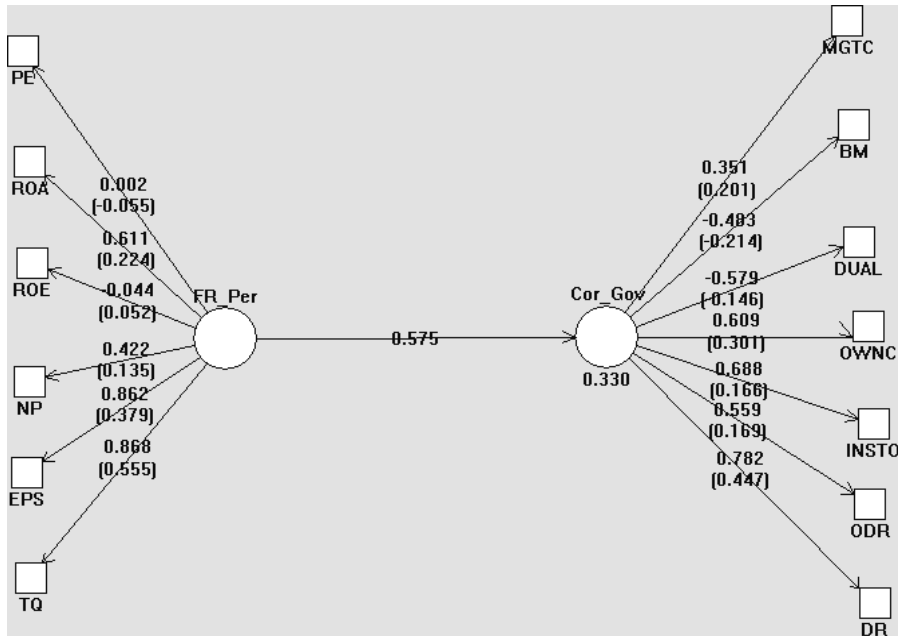 MGTC
PE
BM
0.351
(0.201)
ROA
0.002
(-0.055)
-0.483
(-0.214)
0.611
(0.224)
DUAL
ROE
-0.044
(0.052)
FR_Per
Cor_Gov
-0.579
(-0.146)
0.575
0.609
(0.301)
OWNC
0.422
(0.135)
0.330
0.688
(0.166)
NP
0.862
(0.379)
0.559
(0.169)
INSTO
0.868
(0.555)
0.782
(0.447)
EPS
ODR
TQ
DR